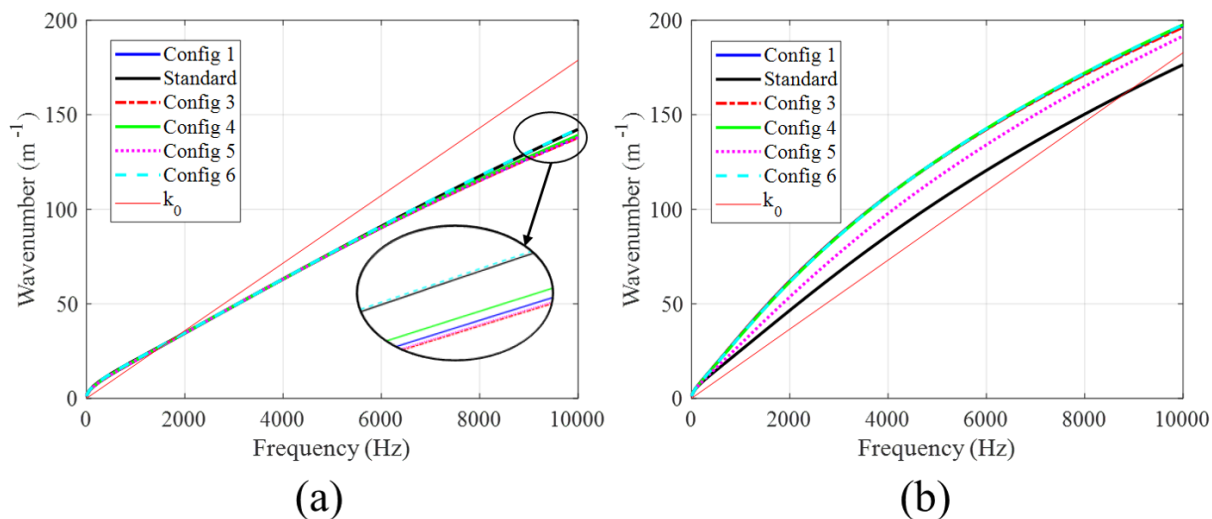 200
150
100
50
0
Wavenumber (m⁻¹)
Config 1
Standard
Config 3
Config 4
Config 5
Config 6
k₀
0 2000 4000 6000 8000 10000
Frequency (Hz)
(a)
200
150
100
50
0
Wavenumber (m⁻¹)
Config 1
Standard
Config 3
Config 4
Config 5
Config 6
k₀
0 2000 4000 6000 8000 10000
Frequency (Hz)
(b)